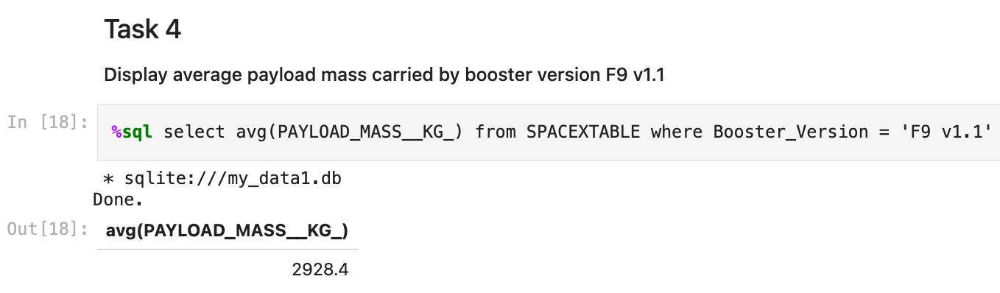 Task 4
Display average payload mass carried by booster version F9 v1.1
In [18]: %sql select avg(PAYLOAD_MASS__KG_) from SPACEXTABLE where Booster_Version = 'F9 v1.1'
* sqlite:///my_data1.db
Done.
Out[18]: avg(PAYLOAD_MASS__KG_)
2928.4